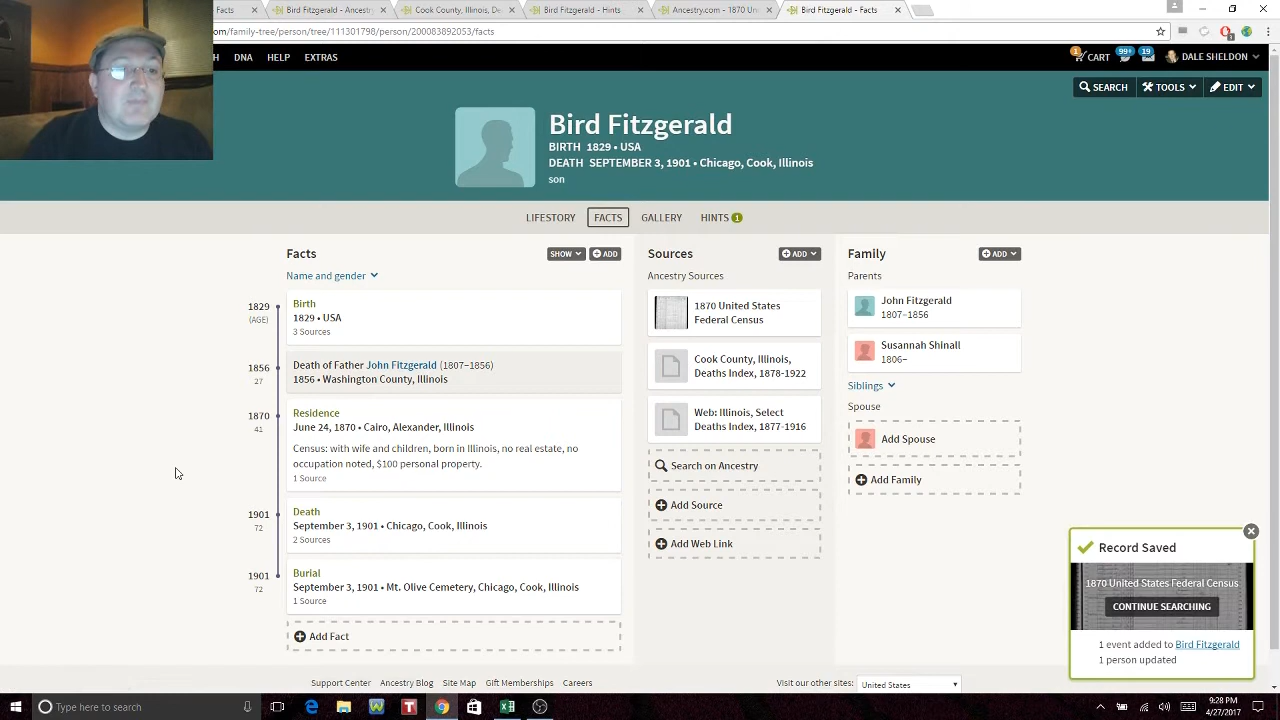 Facts
Bird Fitzgerald - Ancestry
Cook County, Illinois, De
Bird Fitzgerald - Hints
Ancestry.com - 1870 Un
Bird Fitzgerald - Facts
om/family-tree/person/tree/111301798/person/200083892053/facts
H DNA HELP EXTRAS
1 CART 99+ 19 DALE SHELDON
SEARCH TOOLS EDIT
Bird Fitzgerald
BIRTH 1829 • USA
DEATH SEPTEMBER 3, 1901 • Chicago, Cook, Illinois
son
LIFESTORY FACTS GALLERY HINTS 1
Facts SHOW ADD
Name and gender
1829
(AGE)
Birth
1829 • USA
3 Sources
1856
27
Death of Father John Fitzgerald (1807–1856)
1856 • Washington County, Illinois
1870
41
Residence
June 24, 1870 • Cairo, Alexander, Illinois
Census: with wife and children, born in Illinois, no real estate, no
occupation noted, $100 personal property.
1 Source
1901
72
Death
September 3, 1901 • Chicago, Cook, Illinois
2 Sources
1901
72
Burial
September 3, 1901 • Mt. Olive Cemetery, Chicago, Cook, Illinois
1 Source
Add Fact
Sources ADD
Ancestry Sources
1870 United States
Federal Census
Cook County, Illinois,
Deaths Index, 1878-1922
Web: Illinois, Select
Deaths Index, 1877-1916
Search on Ancestry
Add Source
Add Web Link
Family ADD
Parents
John Fitzgerald
1807–1856
Susannah Shinall
1806–
Siblings
Spouse
Add Spouse
Add Family
Record Saved
1870 United States Federal Census
CONTINUE SEARCHING
1 event added to Bird Fitzgerald
1 person updated
Support Center Ancestry Blog Site Map Gift Memberships Careers
Visit our other sites: United States
Type here to search
9:28 PM
4/27/2017